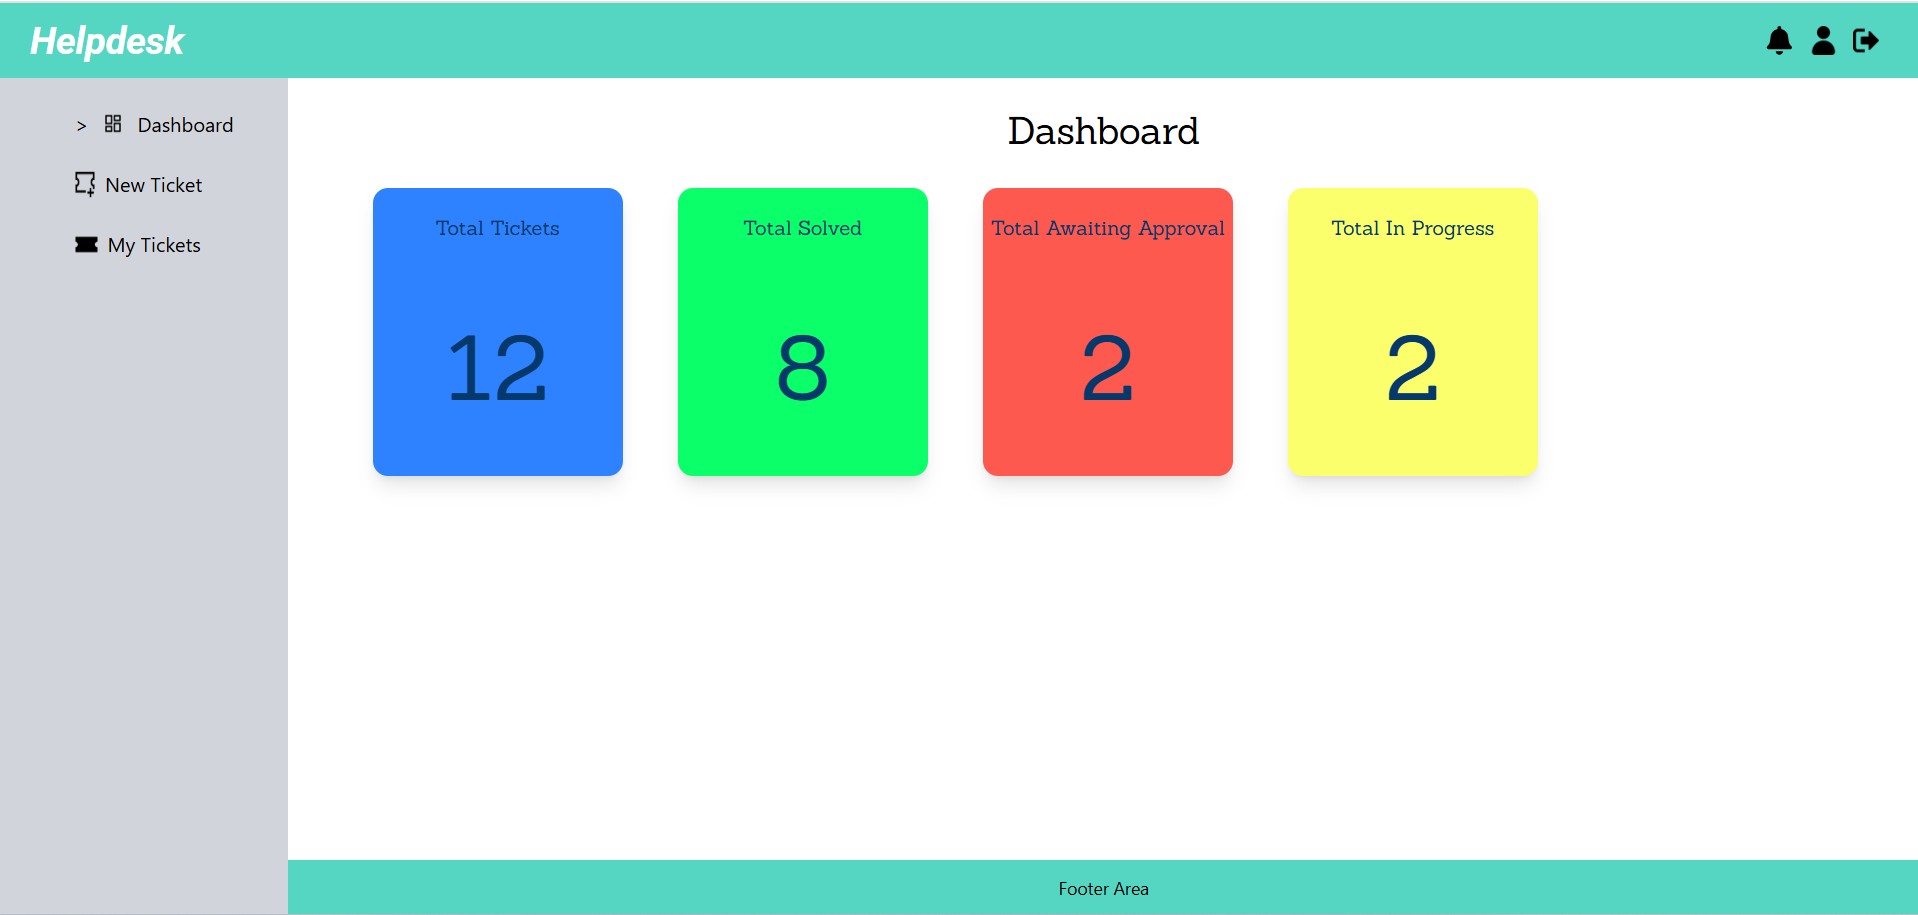 Helpdesk
> Dashboard
New Ticket
My Tickets
Dashboard
Total Tickets
12
Total Solved
8
Total Awaiting Approval
2
Total In Progress
2
Footer Area